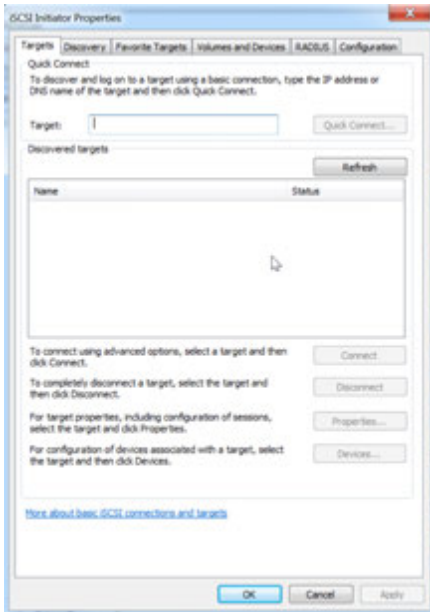 iSCSI Initiator Properties
Targets Discovery Favorite Targets Volumes and Devices RADIUS Configuration
Quick Connect
To discover and log on to a target using a basic connection, type the IP address or
DNS name of the target and then click Quick Connect.
Target:
Quick Connect...
Discovered targets
Refresh
Name Status
To connect using advanced options, select a target and then
click Connect.
Connect
To completely disconnect a target, select the target and
then click Disconnect.
Disconnect
For target properties, including configuration of sessions,
select the target and click Properties.
Properties...
For configuration of devices associated with a target, select
the target and then click Devices.
Devices...
More about basic iSCSI connections and targets
OK Cancel Apply